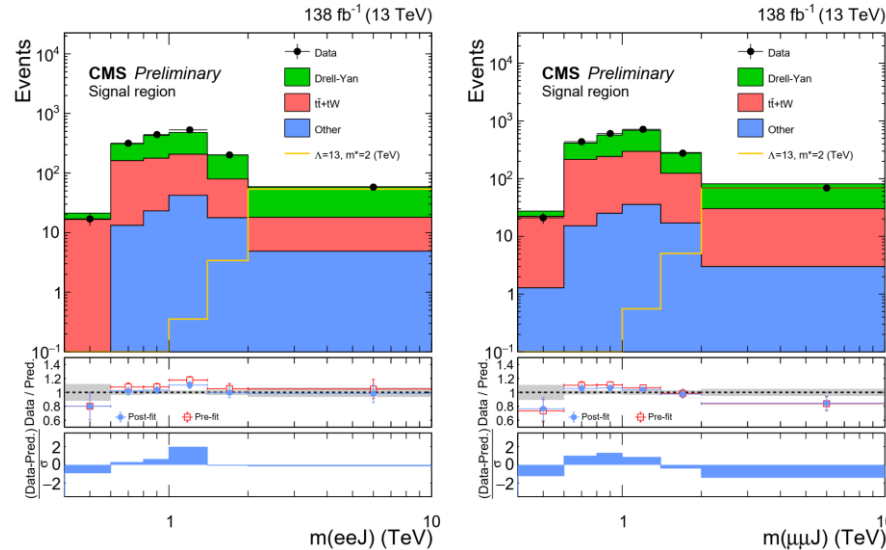 138 fb⁻¹ (13 TeV)
Events
10⁴
10³
10²
10
1
10⁻¹
CMS Preliminary
Signal region
Data
Drell-Yan
tt̄+tW
Other
Λ=13, m*=2 (TeV)
Data / Pred.
1.4
1.2
1
0.8
0.6
Post-fit
Pre-fit
(Data-Pred.)
σ
2
0
−2
1
10
m(eeJ) (TeV)
138 fb⁻¹ (13 TeV)
Events
10⁴
10³
10²
10
1
10⁻¹
CMS Preliminary
Signal region
Data
Drell-Yan
tt̄+tW
Other
Λ=13, m*=2 (TeV)
Data / Pred.
1.4
1.2
1
0.8
0.6
Post-fit
Pre-fit
(Data-Pred.)
σ
2
0
−2
1
10
m(μμJ) (TeV)